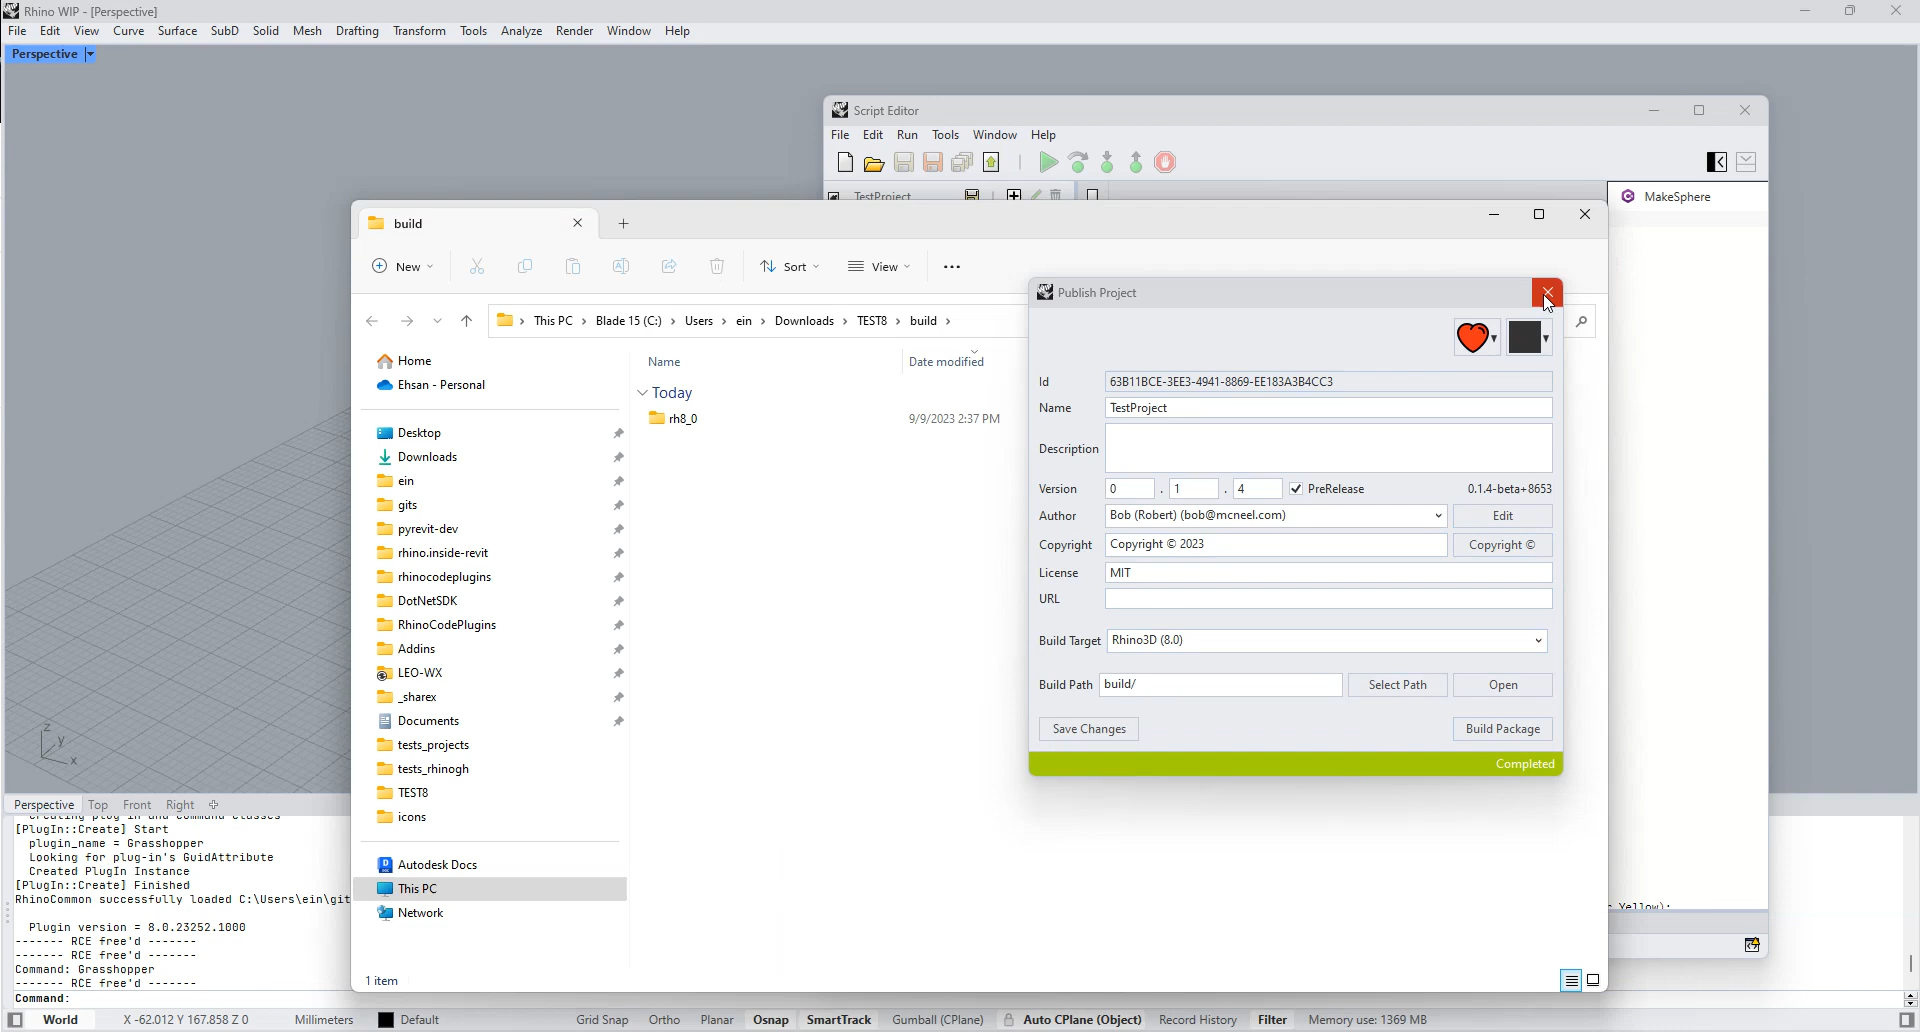 Rhino WIP - [Perspective]
File Edit View Curve Surface SubD Solid Mesh Drafting Transform Tools Analyze Render Window Help
Perspective
Script Editor
File Edit Run Tools Window Help
TestProject
MakeSphere
build
New Sort View
This PC > Blade 15 (C:) > Users > ein > Downloads > TEST8 > build >
Name Date modified
Today
rh8_0 9/9/2023 2:37 PM
Home
Ehsan - Personal
Desktop
Downloads
ein
gits
pyrevit-dev
rhino.inside-revit
rhinocodeplugins
DotNetSDK
RhinoCodePlugins
Addins
LEO-WX
_sharex
Documents
tests_projects
tests_rhinogh
TEST8
icons
Autodesk Docs
This PC
Network
1 item
Publish Project
Id 63B11BCE-3EE3-4941-8869-EE183A3B4CC3
Name TestProject
Description
Version 0 . 1 . 4 PreRelease 0.1.4-beta+8653
Author Bob (Robert) (bob@mcneel.com) Edit
Copyright Copyright © 2023 Copyright ©
License MIT
URL
Build Target Rhino3D (8.0)
Build Path build/ Select Path Open
Save Changes Build Package
Completed
Yellow);
z
y
x
Perspective Top Front Right
[PlugIn::Create] Start
plugin_name = Grasshopper
Looking for plug-in's GuidAttribute
Created PlugIn Instance
[PlugIn::Create] Finished
RhinoCommon successfully loaded C:\Users\ein\git
Plugin version = 8.0.23252.1000
------- RCE free'd -------
------- RCE free'd -------
Command: Grasshopper
------- RCE free'd -------
Command:
World X -62.012 Y 167.858 Z 0 Millimeters Default Grid Snap Ortho Planar Osnap SmartTrack Gumball (CPlane) Auto CPlane (Object) Record History Filter Memory use: 1369 MB